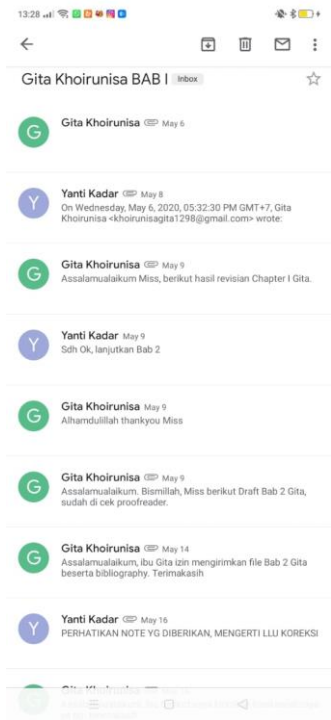 13:28
Gita Khoirunisa BAB I Inbox
G
Gita Khoirunisa May 6
Y
Yanti Kadar May 8
On Wednesday, May 6, 2020, 05:32:30 PM GMT+7, Gita
Khoirunisa <khoirunisagita1298@gmail.com> wrote:
G
Gita Khoirunisa May 9
Assalamualaikum Miss, berikut hasil revisian Chapter I Gita.
Y
Yanti Kadar May 9
Sdh Ok, lanjutkan Bab 2
G
Gita Khoirunisa May 9
Alhamdulillah thankyou Miss
G
Gita Khoirunisa May 9
Assalamualaikum. Bismillah, Miss berikut Draft Bab 2 Gita,
sudah di cek proofreader.
G
Gita Khoirunisa May 14
Assalamualaikum, ibu Gita izin mengirimkan file Bab 2 Gita
beserta bibliography. Terimakasih
Y
Yanti Kadar May 16
PERHATIKAN NOTE YG DIBERIKAN, MENGERTI LLU KOREKSI